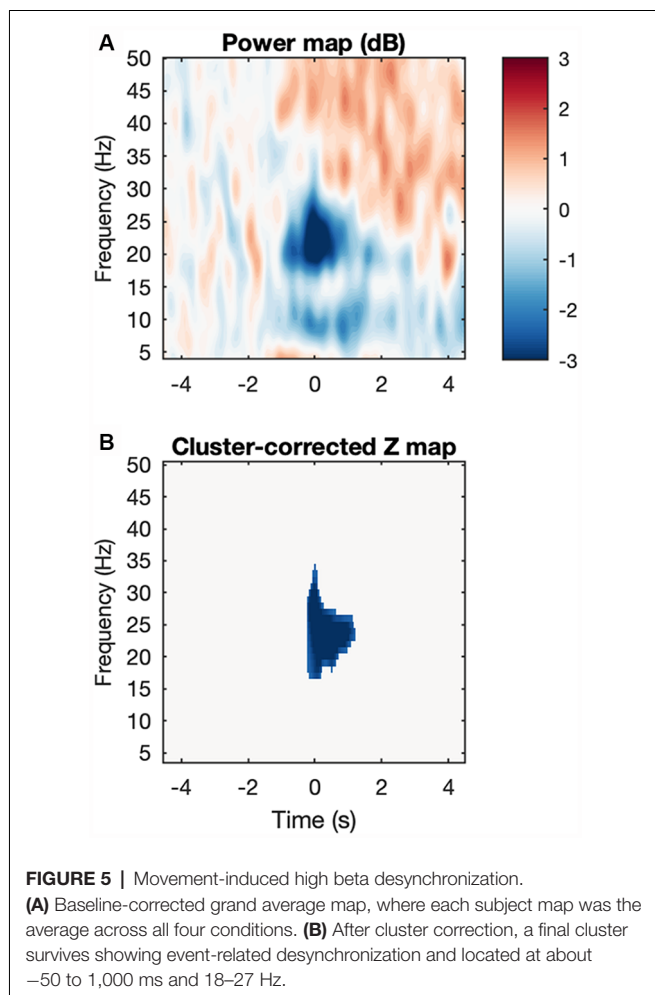 A
Power map (dB)
50
45
40
35
30
25
20
15
10
5
Frequency (Hz)
-4 -2 0 2 4
3
2
1
0
-1
-2
-3
B
Cluster-corrected Z map
50
45
40
35
30
25
20
15
10
5
Frequency (Hz)
-4 -2 0 2 4
Time (s)
FIGURE 5 | Movement-induced high beta desynchronization.
(A) Baseline-corrected grand average map, where each subject map was the
average across all four conditions. (B) After cluster correction, a final cluster
survives showing event-related desynchronization and located at about
−50 to 1,000 ms and 18–27 Hz.